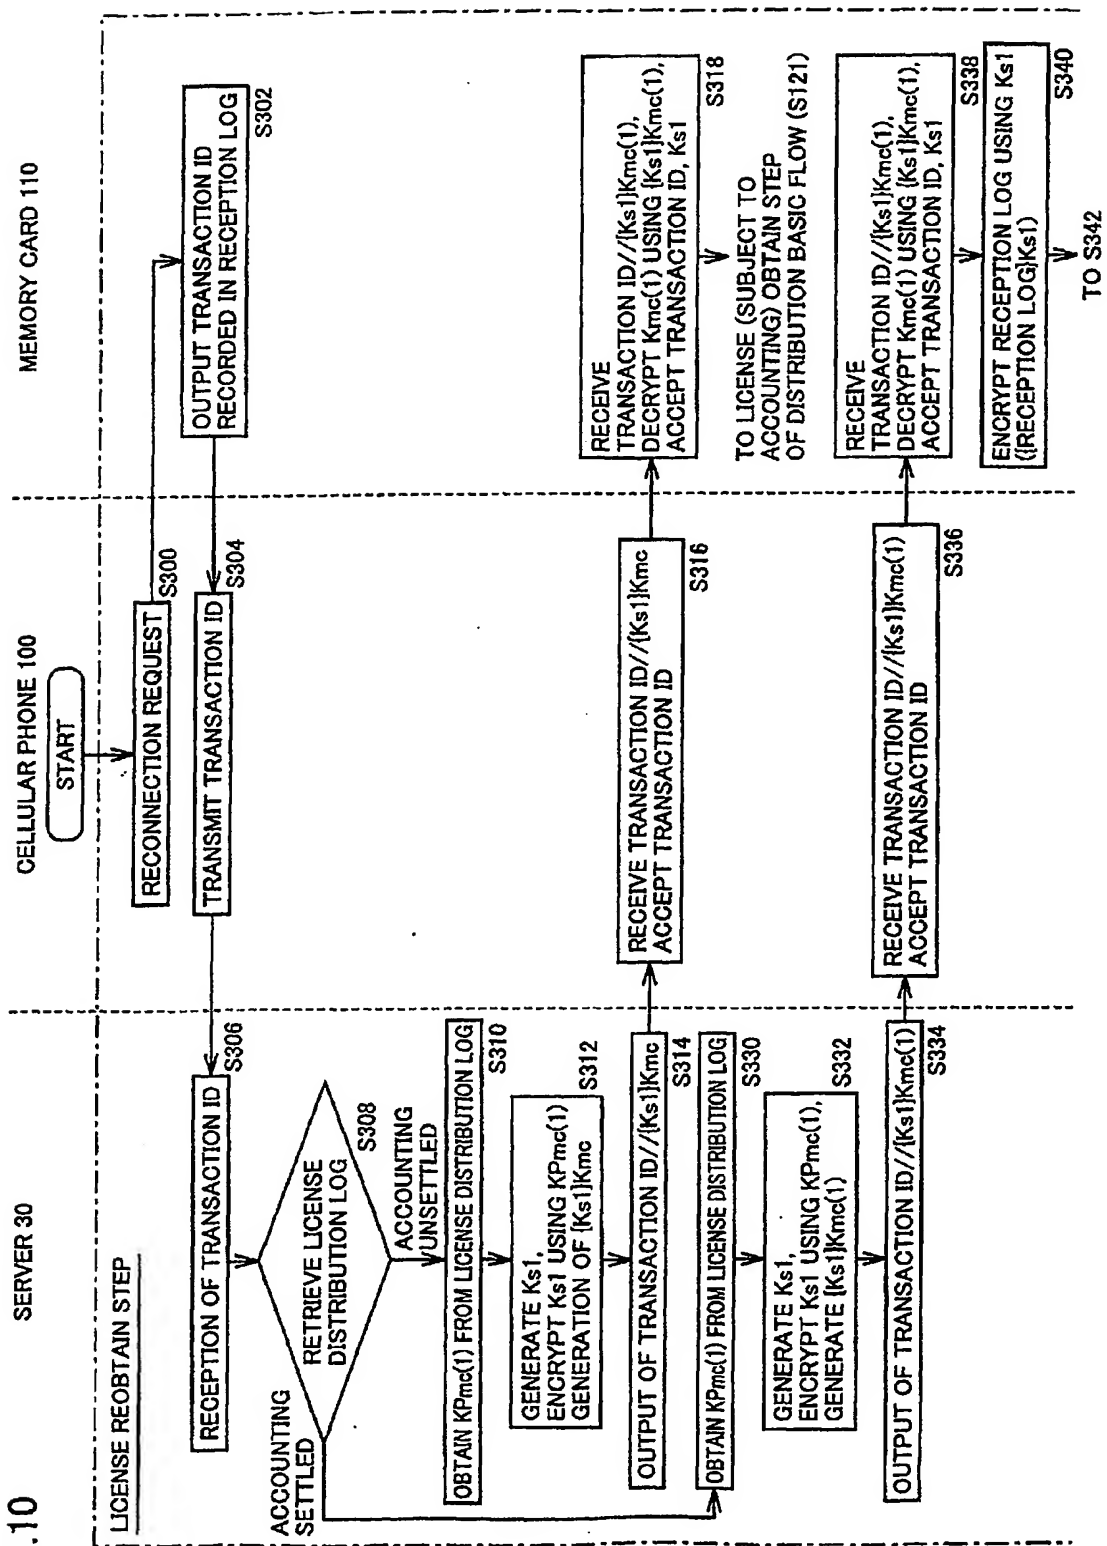 .10
SERVER 30
CELLULAR PHONE 100
MEMORY CARD 110
LICENSE REOBTAIN STEP
START
RECONNECTION REQUEST
S300
OUTPUT TRANSACTION ID
RECORDED IN RECEPTION LOG
S302
TRANSMIT TRANSACTION ID
S304
RECEPTION OF TRANSACTION ID
S306
RETRIEVE LICENSE
DISTRIBUTION LOG
S308
ACCOUNTING
SETTLED
ACCOUNTING
UNSETTLED
OBTAIN KPmc(1) FROM LICENSE DISTRIBUTION LOG
S310
GENERATE Ks1,
ENCRYPT Ks1 USING KPmc(1)
GENERATION OF {Ks1}Kmc
S312
OUTPUT OF TRANSACTION ID//{Ks1}Kmc
S314
RECEIVE TRANSACTION ID//{Ks1}Kmc
ACCEPT TRANSACTION ID
S316
RECEIVE
TRANSACTION ID//{Ks1}Kmc(1),
DECRYPT Kmc(1) USING {Ks1}Kmc(1),
ACCEPT TRANSACTION ID, Ks1
S318
TO LICENSE (SUBJECT TO
ACCOUNTING) OBTAIN STEP
OF DISTRIBUTION BASIC FLOW (S121)
OBTAIN KPmc(1) FROM LICENSE DISTRIBUTION LOG
S330
GENERATE Ks1,
ENCRYPT Ks1 USING KPmc(1),
GENERATE {Ks1}Kmc(1)
S332
OUTPUT OF TRANSACTION ID//{Ks1}Kmc(1)
S334
RECEIVE TRANSACTION ID//{Ks1}Kmc(1)
ACCEPT TRANSACTION ID
S336
RECEIVE
TRANSACTION ID//{Ks1}Kmc(1),
DECRYPT Kmc(1) USING {Ks1}Kmc(1),
ACCEPT TRANSACTION ID, Ks1
S338
ENCRYPT RECEPTION LOG USING Ks1
({RECEPTION LOG}Ks1)
S340
TO S342